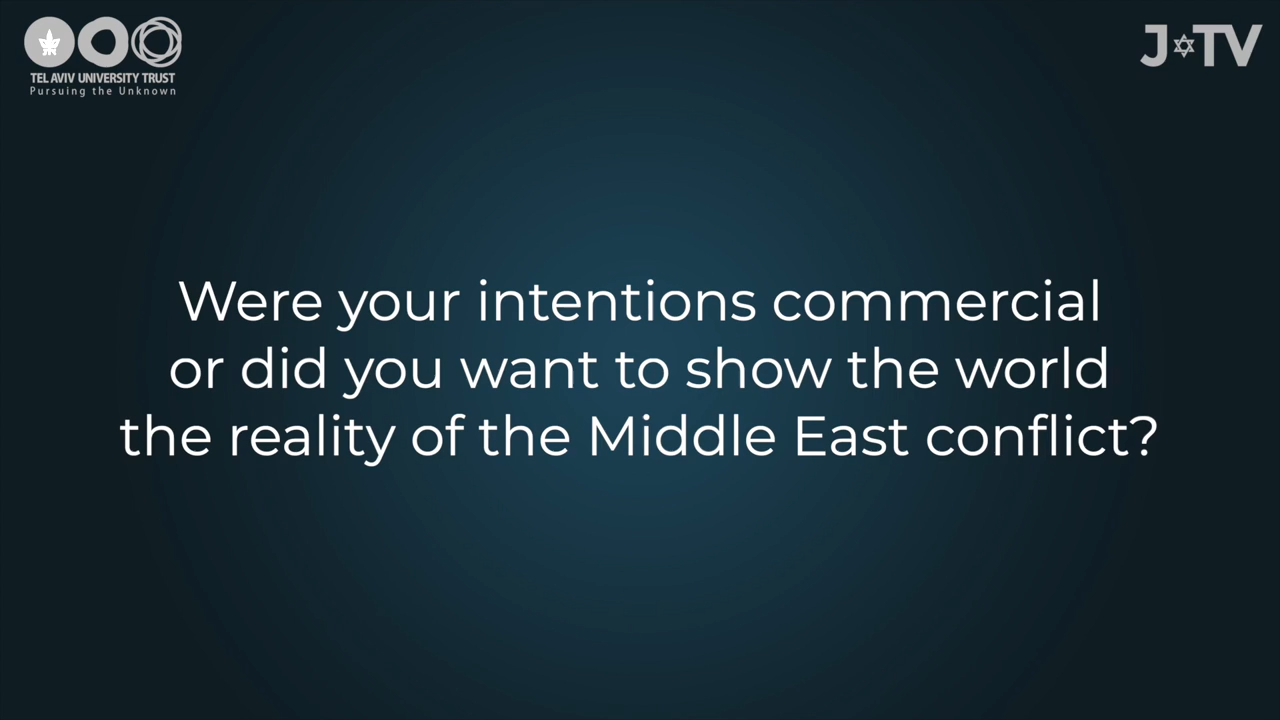 TEL AVIV UNIVERSITY TRUST
Pursuing the Unknown
J TV
Were your intentions commercial
or did you want to show the world
the reality of the Middle East conflict?